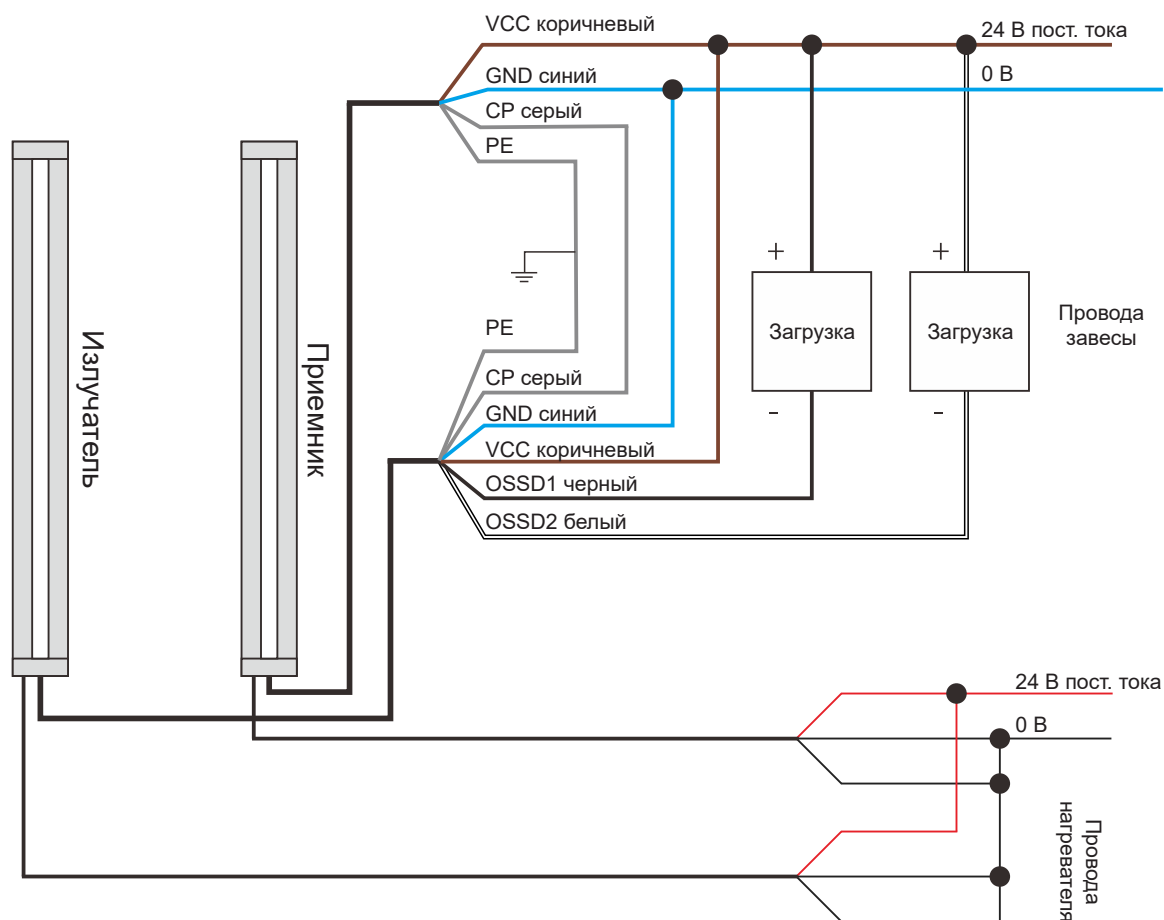 VCC коричневый
24 В пост. тока
GND синий
0 В
CP серый
PE
+
+
Загрузка
Загрузка
Провода
завесы
-
-
PE
CP серый
GND синий
VCC коричневый
OSSD1 черный
OSSD2 белый
Излучатель
Приемник
24 В пост. тока
0 В
Провода
нагревателя